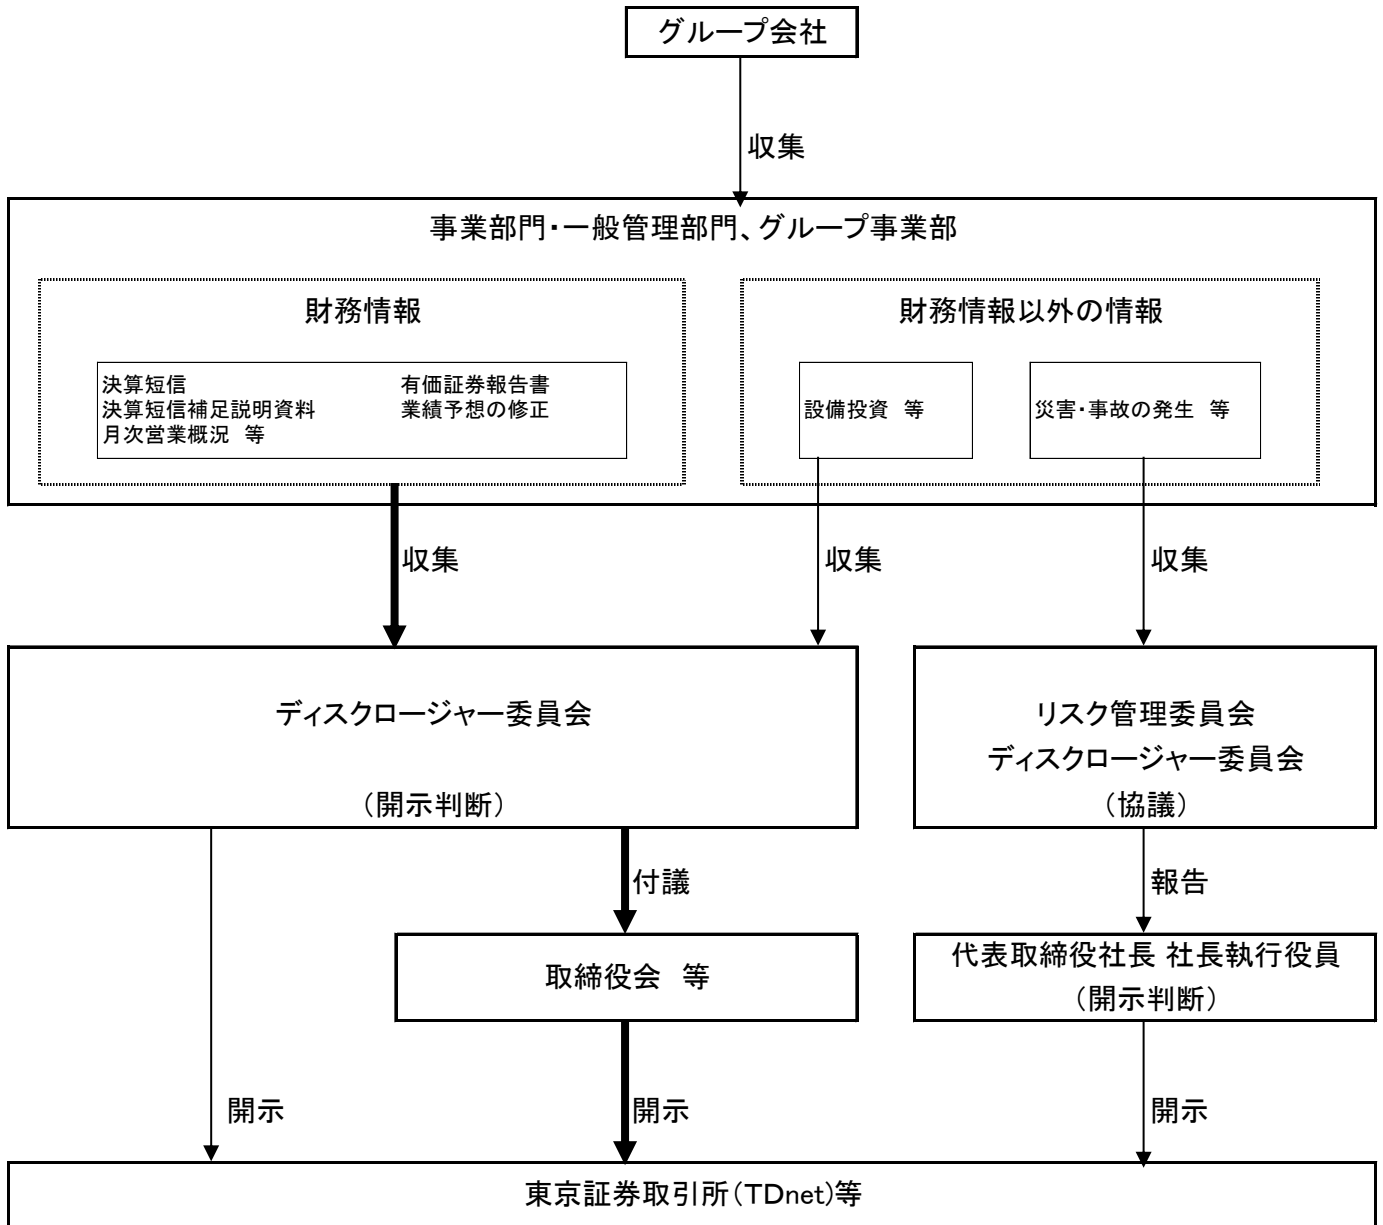 グループ会社
収集
事業部門・一般管理部門、グループ事業部
財務情報
財務情報以外の情報
決算短信　有価証券報告書
決算短信補足説明資料　業績予想の修正
月次営業概況　等
設備投資　等
災害・事故の発生　等
収集
収集
収集
ディスクロージャー委員会
（開示判断）
リスク管理委員会
ディスクロージャー委員会
（協議）
付議
報告
取締役会　等
代表取締役社長 社長執行役員
（開示判断）
開示
開示
開示
東京証券取引所（TDnet）等